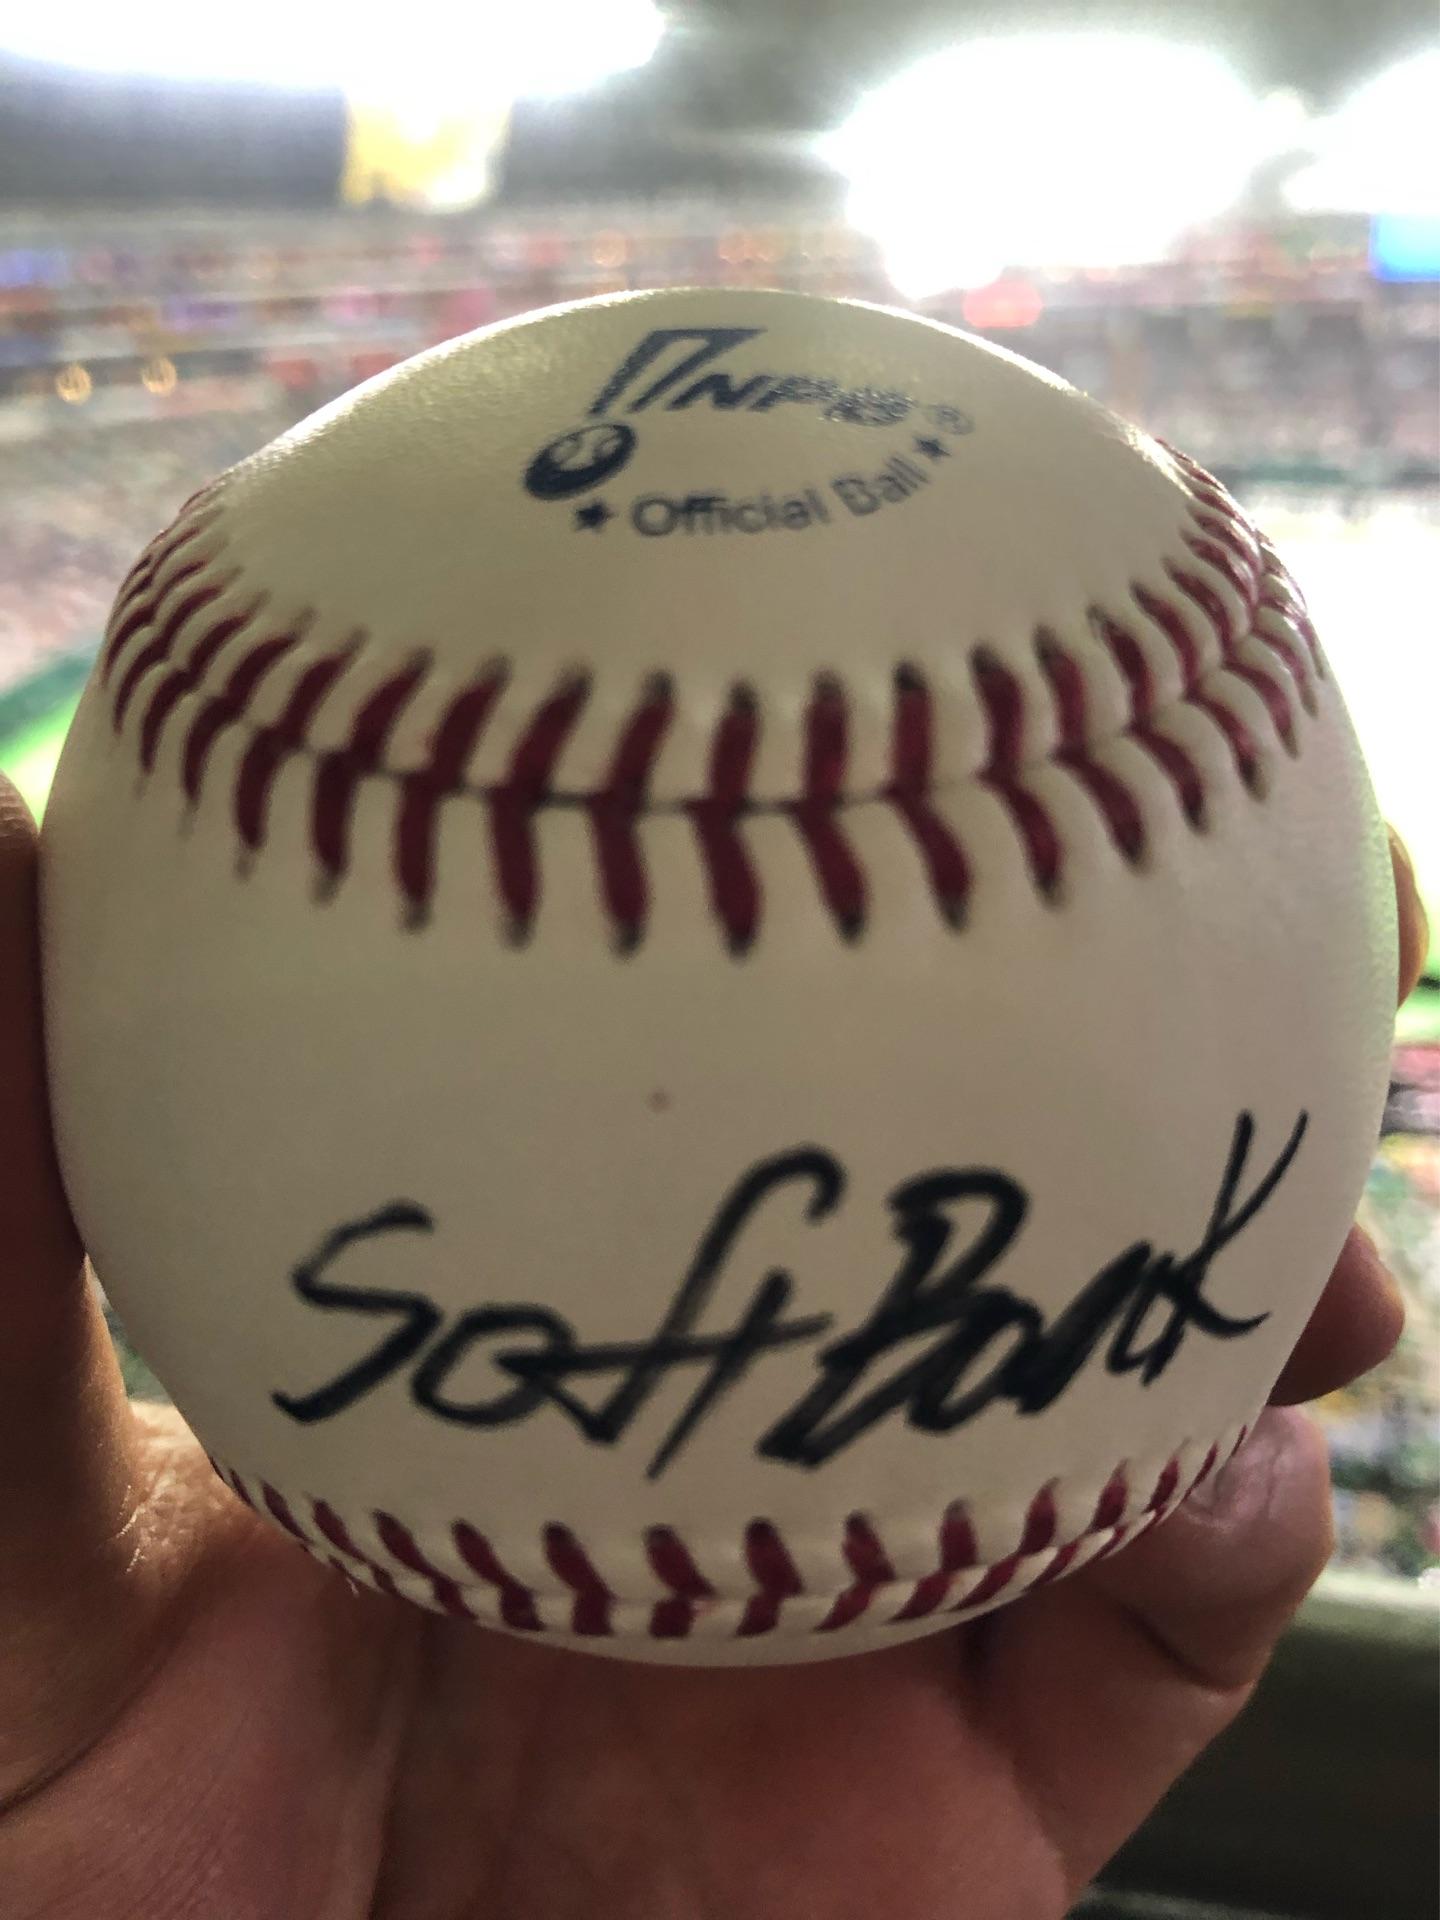 NPB®
★ Official Ball ★
SoftBank